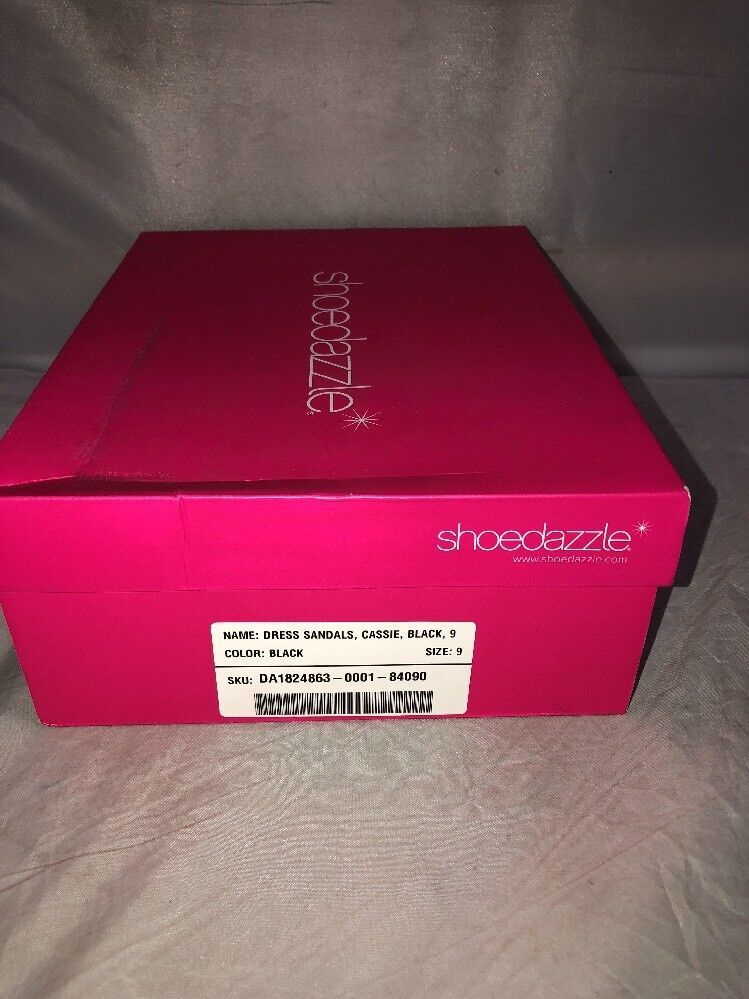 shoedazzle
shoedazzle
www.shoedazzle.com
NAME: DRESS SANDALS, CASSIE, BLACK, 9
COLOR: BLACK SIZE: 9
SKU: DA1824863-0001-84090